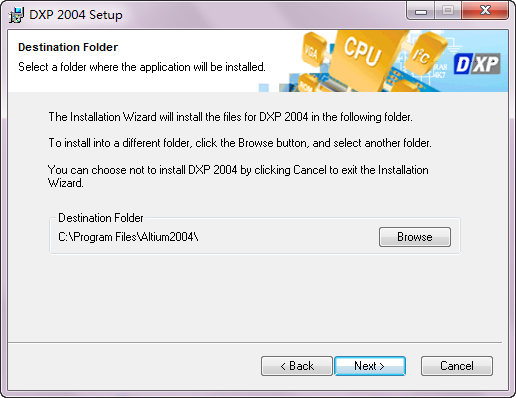 DXP 2004 Setup
Destination Folder
Select a folder where the application will be installed.
VGA
CPU
I²C
DXP
The Installation Wizard will install the files for DXP 2004 in the following folder.
To install into a different folder, click the Browse button, and select another folder.
You can choose not to install DXP 2004 by clicking Cancel to exit the Installation
Wizard.
Destination Folder
C:\Program Files\Altium2004\
Browse
< Back
Next >
Cancel